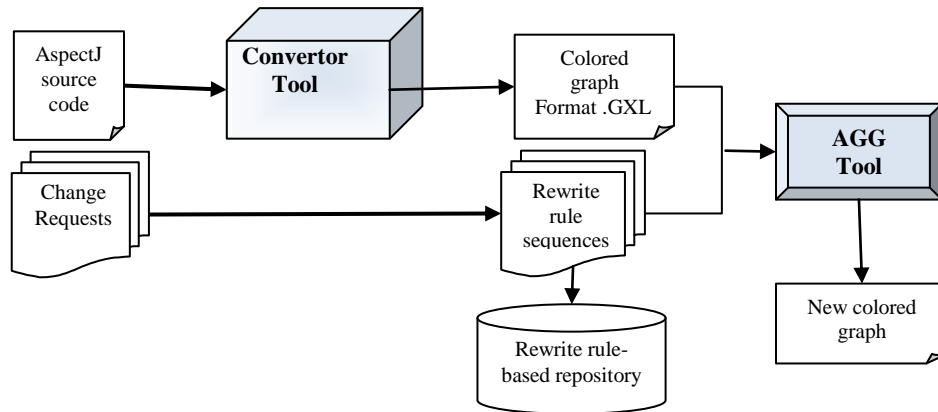 AspectJ
source
code
Convertor
Tool
Colored
graph
Format .GXL
AGG
Tool
Change
Requests
Rewrite
rule
sequences
New colored
graph
Rewrite rule-
based repository